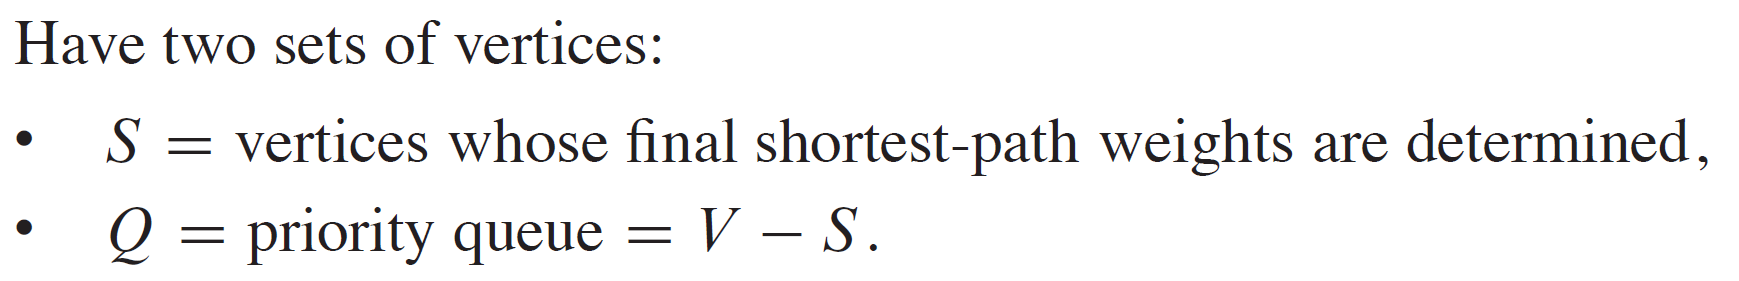 Have two sets of vertices:
• S = vertices whose final shortest-path weights are determined,
• Q = priority queue = V – S.